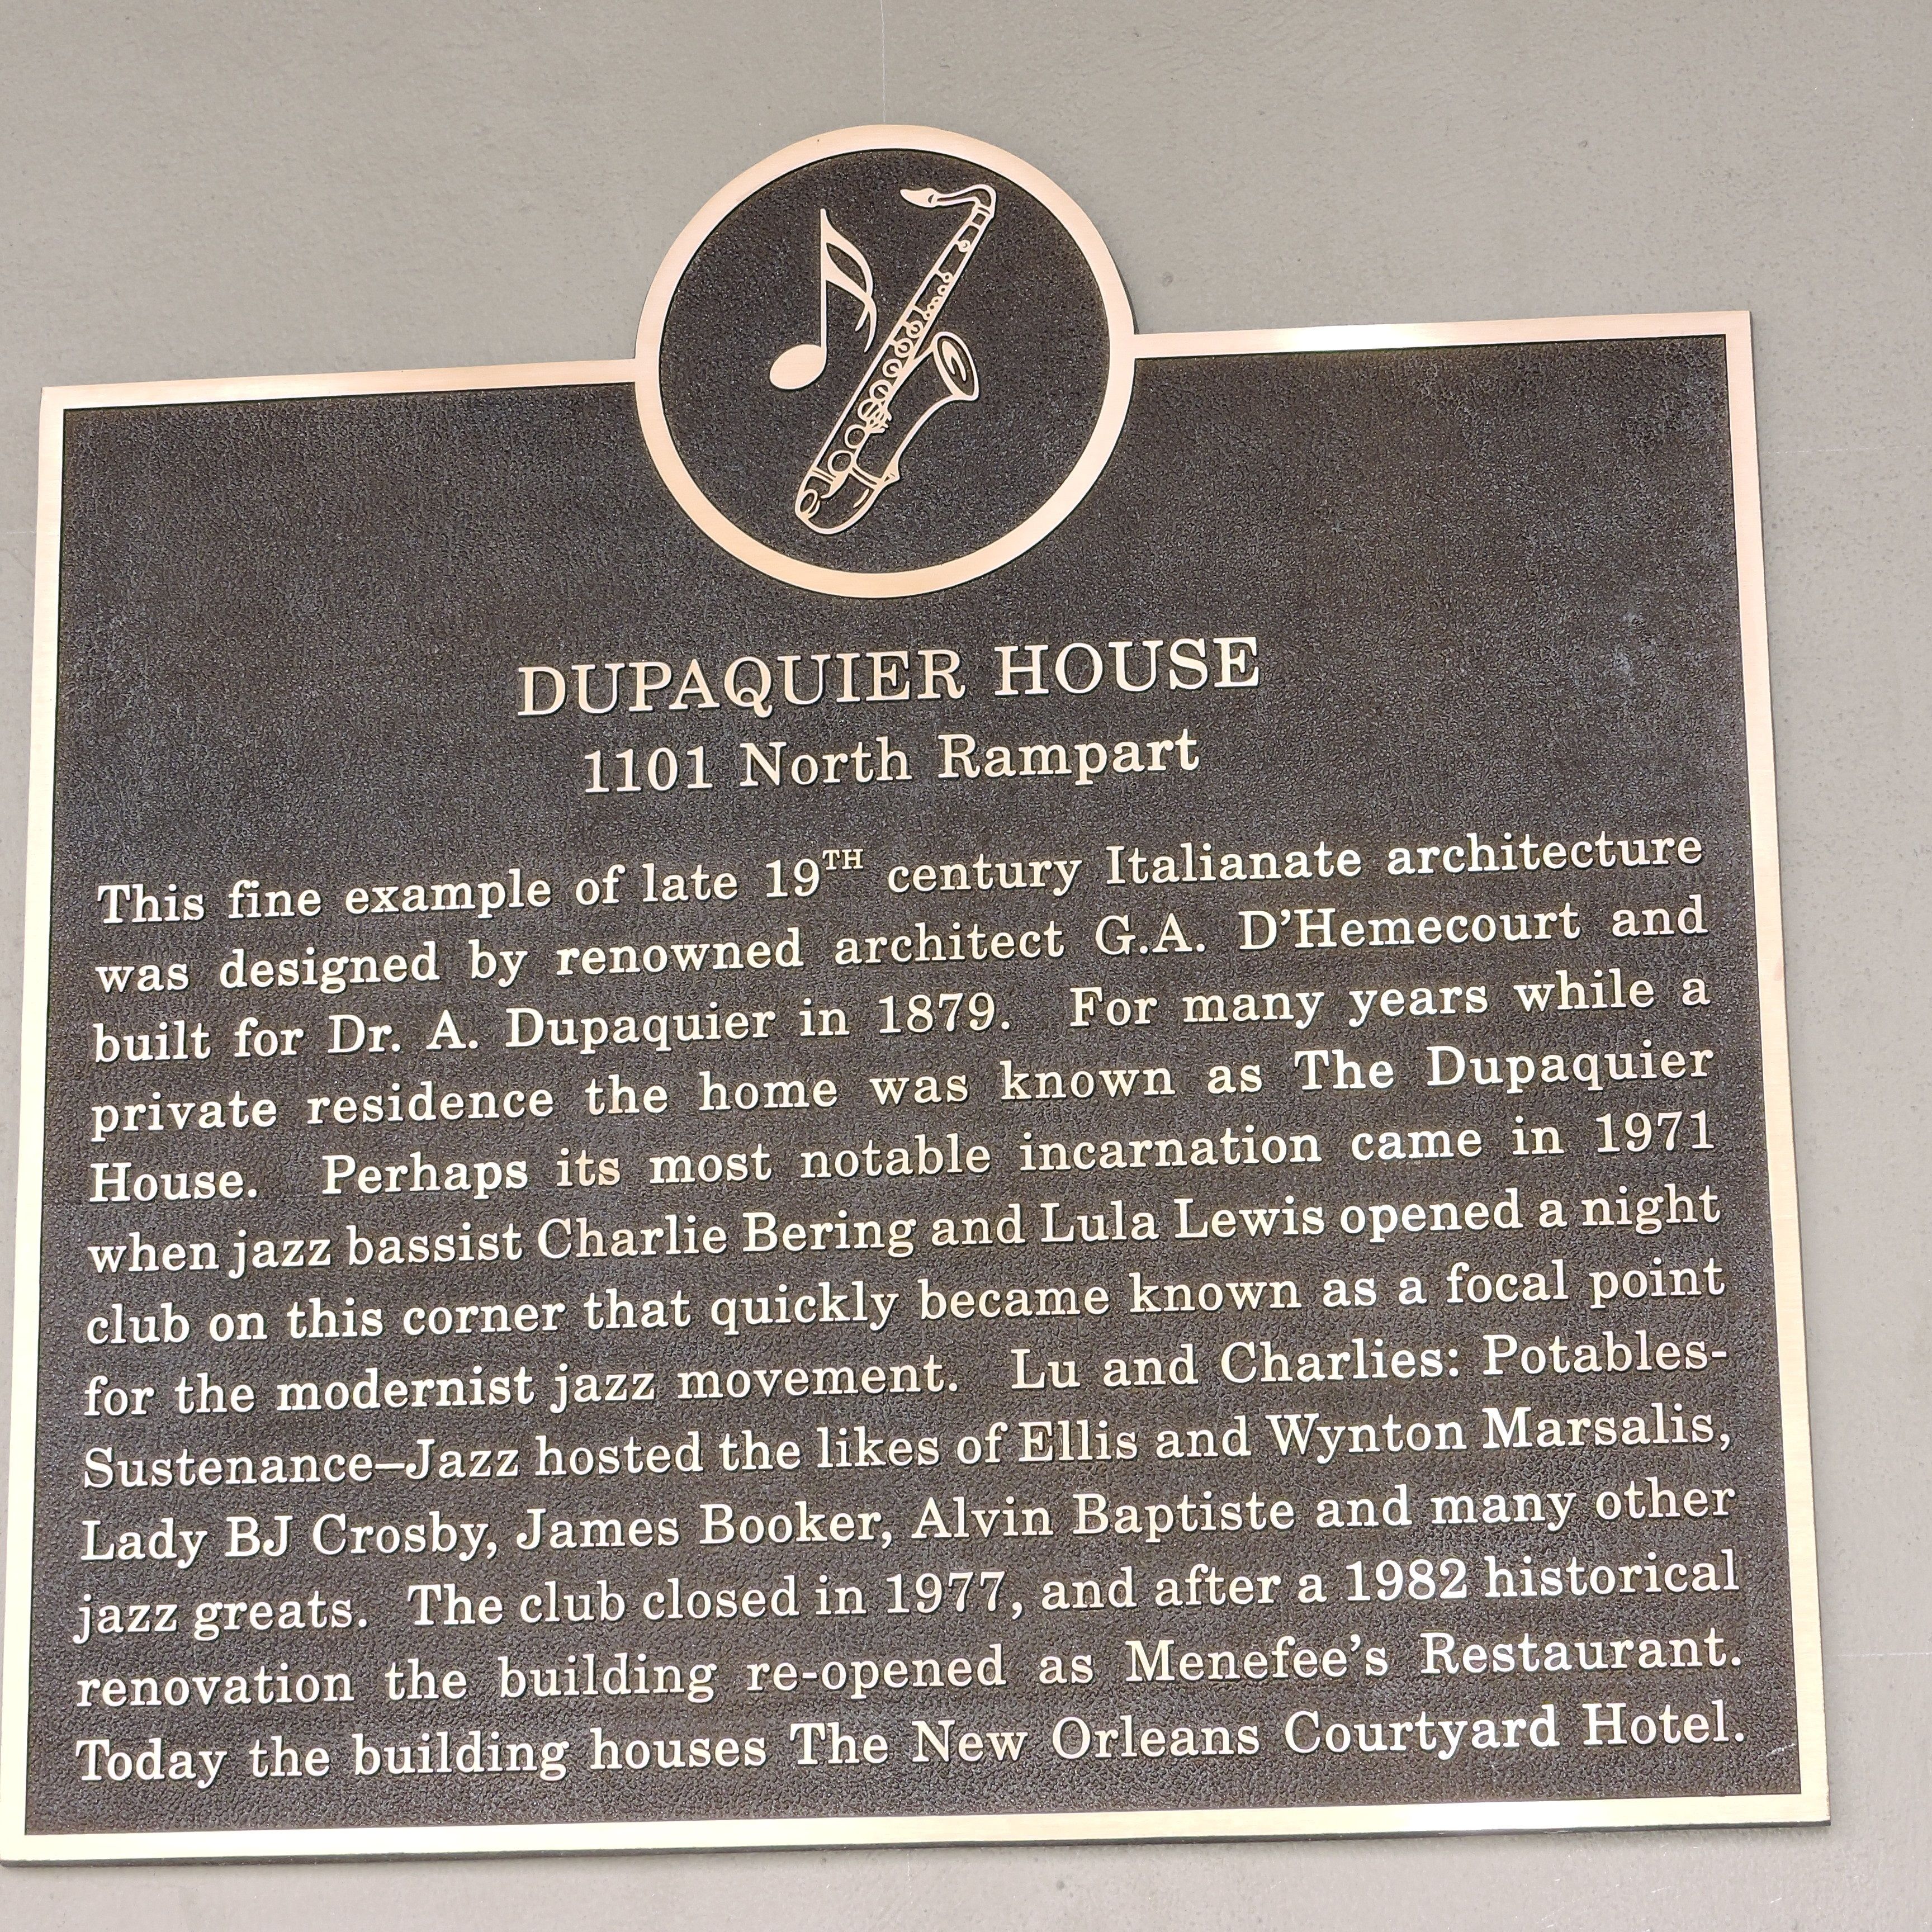 DUPAQUIER HOUSE
1101 North Rampart
This fine example of late 19TH century Italianate architecture
was designed by renowned architect G.A. D'Hemecourt and
built for Dr. A. Dupaquier in 1879. For many years while a
private residence the home was known as The Dupaquier
House. Perhaps its most notable incarnation came in 1971
when jazz bassist Charlie Bering and Lula Lewis opened a night
club on this corner that quickly became known as a focal point
for the modernist jazz movement. Lu and Charlies: Potables-
Sustenance–Jazz hosted the likes of Ellis and Wynton Marsalis,
Lady BJ Crosby, James Booker, Alvin Baptiste and many other
jazz greats. The club closed in 1977, and after a 1982 historical
renovation the building re-opened as Menefee's Restaurant.
Today the building houses The New Orleans Courtyard Hotel.